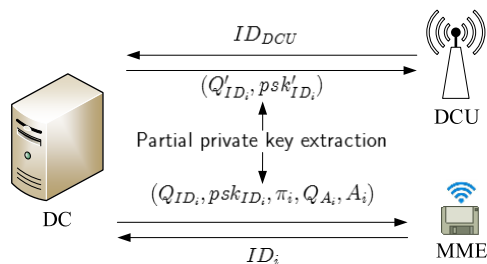 ID_{DCU}
(Q'_{ID_i}, psk'_{ID_i})
DCU
Partial private key extraction
(Q_{ID_i}, psk_{ID_i}, π_i, Q_{A_i}, A_i)
DC
MME
ID_i